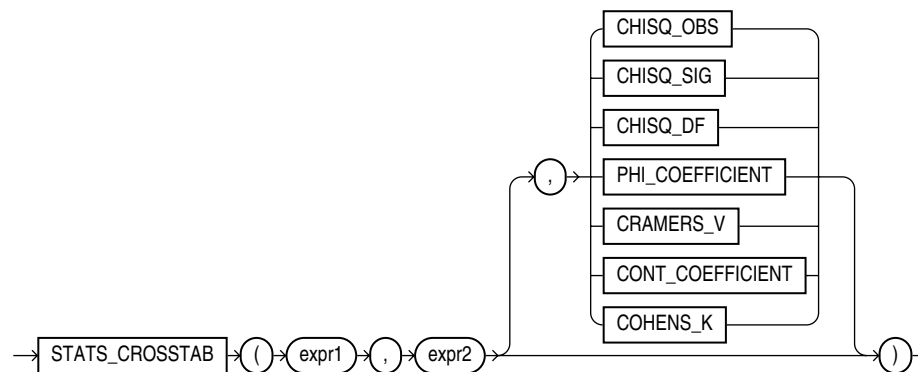 CHISQ_OBS
CHISQ_SIG
CHISQ_DF
, PHI_COEFFICIENT
CRAMERS_V
CONT_COEFFICIENT
COHENS_K
STATS_CROSSTAB ( expr1 , expr2 )